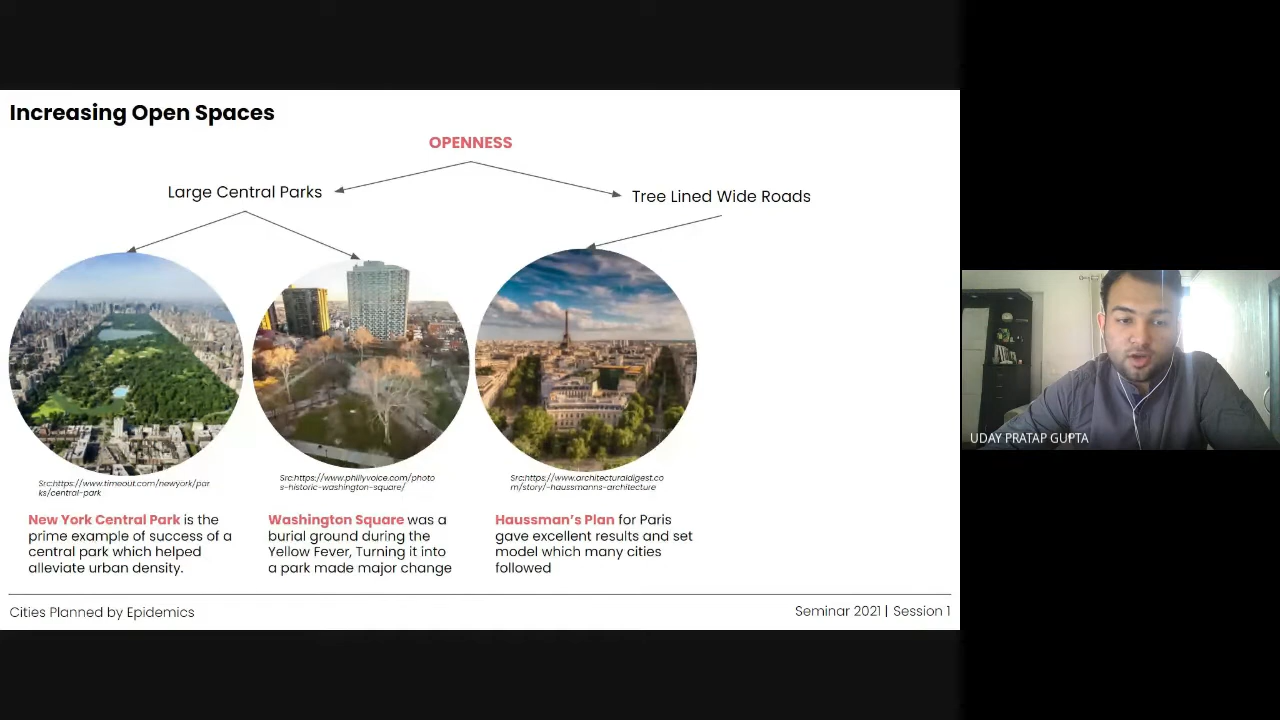 Increasing Open Spaces
OPENNESS
Large Central Parks
Tree Lined Wide Roads
Src:https://www.timeout.com/newyork/par
ks/central-park
Src:https://www.phillyvoice.com/photo
s-historic-washington-square/
Src:https://www.architecturaldigest.co
m/story/-haussmanns-architecture
New York Central Park is the
prime example of success of a
central park which helped
alleviate urban density.
Washington Square was a
burial ground during the
Yellow Fever, Turning it into
a park made major change
Haussman's Plan for Paris
gave excellent results and set
model which many cities
followed
Cities Planned by Epidemics
Seminar 2021 | Session 1
UDAY PRATAP GUPTA